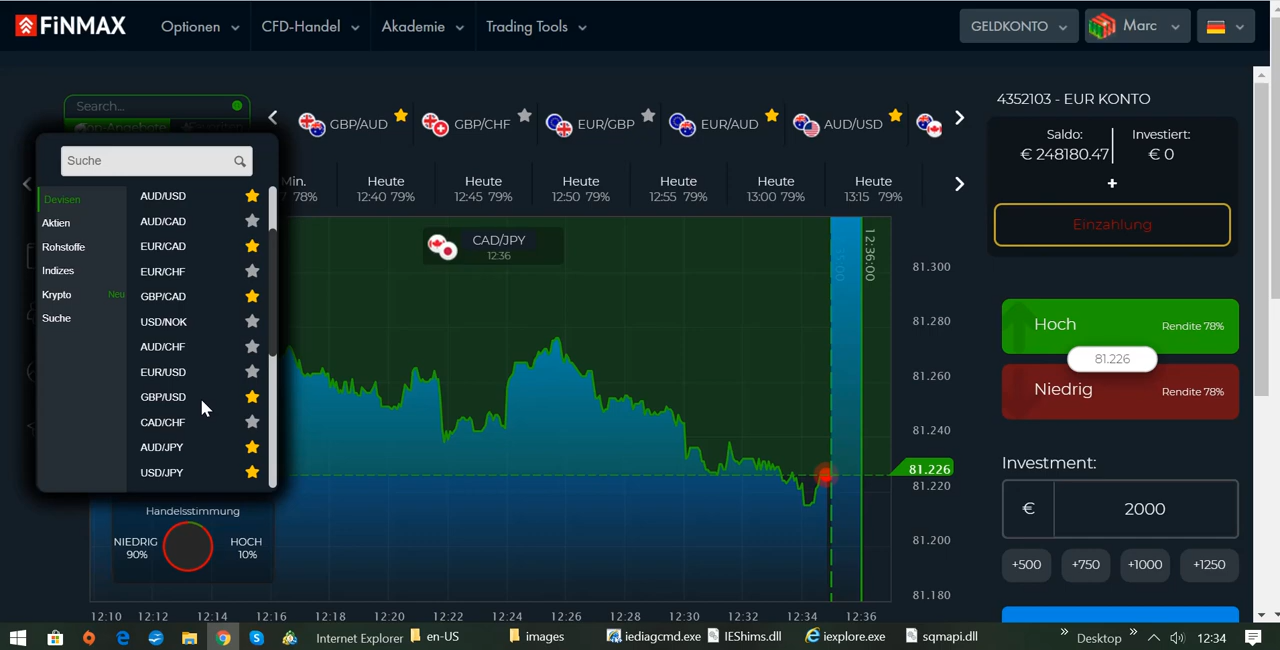 FiNMAX
Optionen
CFD-Handel
Akademie
Trading Tools
GELDKONTO
Marc
Search...
Top-Angebote
GBP/AUD
GBP/CHF
EUR/GBP
EUR/AUD
AUD/USD
Min.
78%
Heute
12:40 79%
Heute
12:45 79%
Heute
12:50 79%
Heute
12:55 79%
Heute
13:00 79%
Heute
13:15 79%
Suche
Devisen
Aktien
Rohstoffe
Indizes
Krypto Neu
Suche
AUD/USD
AUD/CAD
EUR/CAD
EUR/CHF
GBP/CAD
USD/NOK
AUD/CHF
EUR/USD
GBP/USD
CAD/CHF
AUD/JPY
USD/JPY
CAD/JPY
12:36
12:36:00
81.300
81.280
81.260
81.240
81.226
81.220
81.200
81.180
Handelsstimmung
NIEDRIG
90%
HOCH
10%
12:10 12:12 12:14 12:16 12:18 12:20 12:22 12:24 12:26 12:28 12:30 12:32 12:34 12:36
4352103 - EUR KONTO
Saldo:
€ 248180.47
Investiert:
€ 0
+
Einzahlung
Hoch
Rendite 78%
81.226
Niedrig
Rendite 78%
Investment:
€ 2000
+500 +750 +1000 +1250
Internet Explorer
en-US
images
iediagcmd.exe
IEShims.dll
iexplore.exe
sqmapi.dll
Desktop
12:34